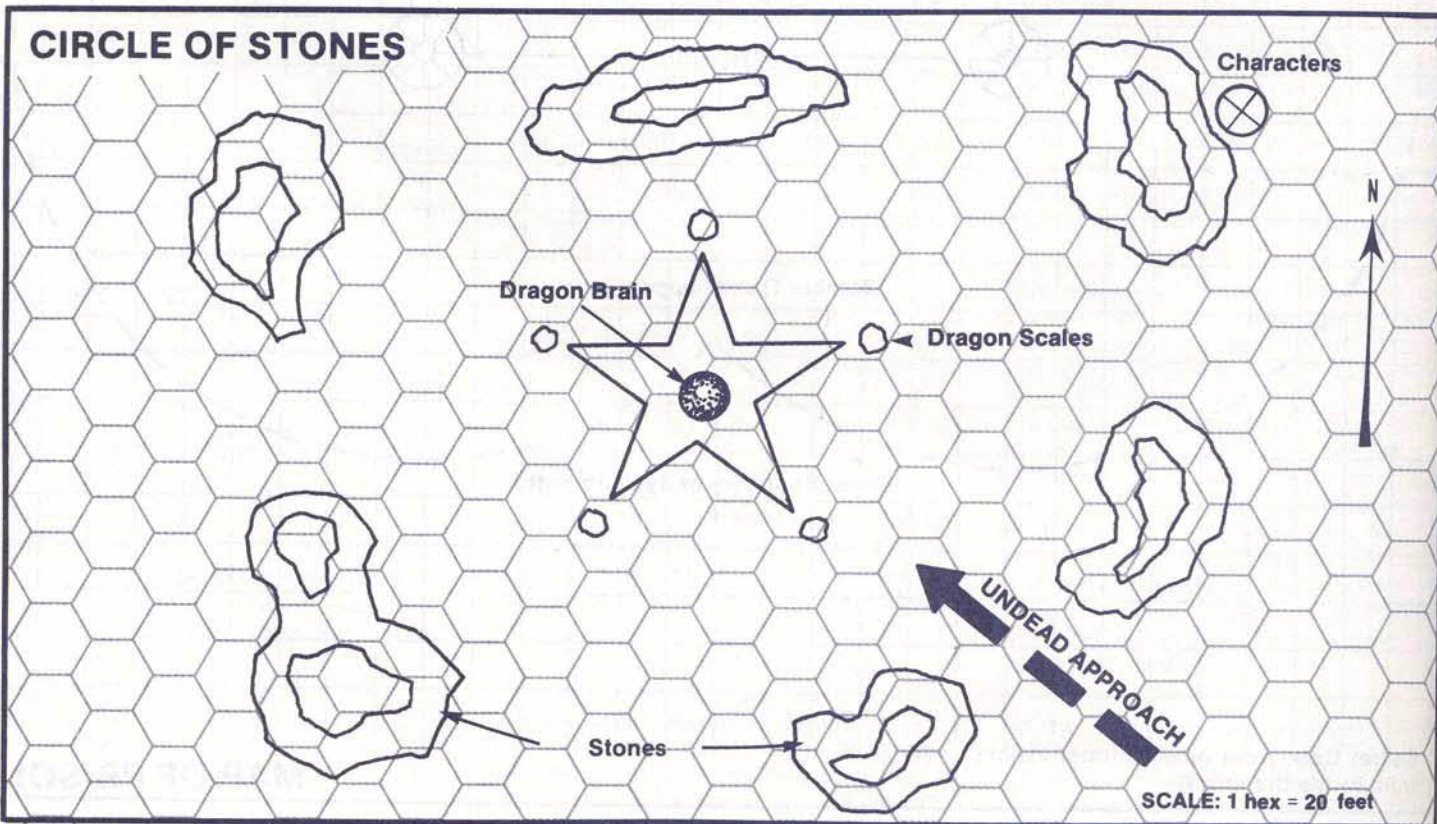 CIRCLE OF STONES
Characters
N
Dragon Brain
Dragon Scales
UNDEAD APPROACH
Stones
SCALE: 1 hex = 20 feet